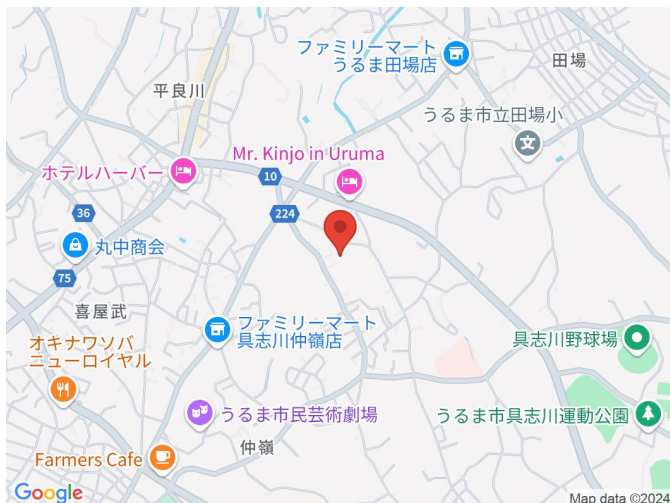 ファミリーマート
うるま田場店
田場
平良川
うるま市立田場小
文
Mr. Kinjo in Uruma
ホテルハーバー
10
36
224
丸中商会
75
喜屋武
ファミリーマート
具志川仲嶺店
具志川野球場
オキナワソバ
ニューロイヤル
うるま市民芸術劇場
うるま市具志川運動公園
仲嶺
Farmers Cafe
Google
Map data ©2024